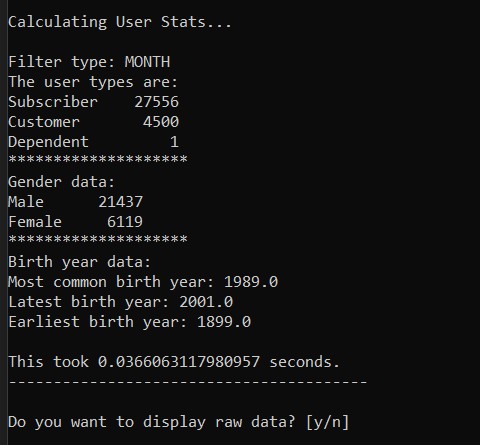 Calculating User Stats...
Filter type: MONTH
The user types are:
Subscriber    27556
Customer       4500
Dependent         1
********************
Gender data:
Male      21437
Female     6119
********************
Birth year data:
Most common birth year: 1989.0
Latest birth year: 2001.0
Earliest birth year: 1899.0
This took 0.0366063117980957 seconds.
----------------------------------------
Do you want to display raw data? [y/n]